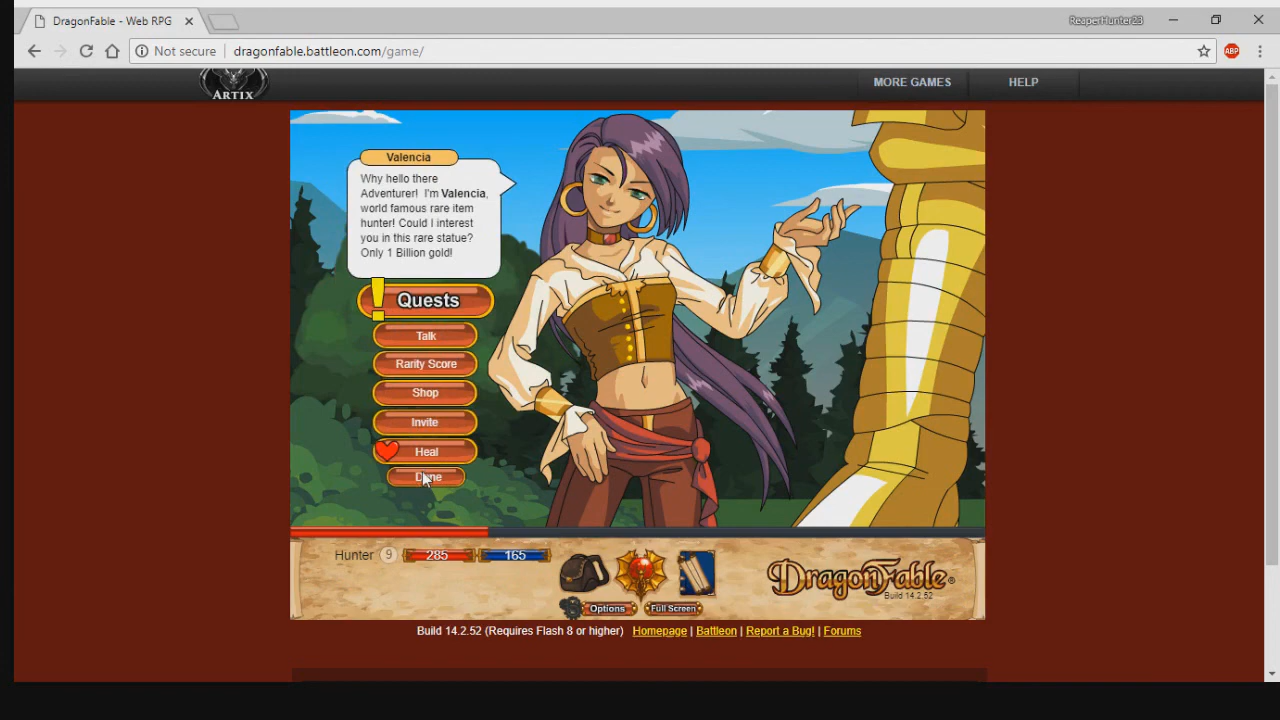 DragonFable - Web RPG
ReaperHunter23
Not secure dragonfable.battleon.com/game/
ABP
ARTIX
MORE GAMES HELP
Valencia
Why hello there
Adventurer! I'm Valencia,
world famous rare item
hunter! Could I interest
you in this rare statue?
Only 1 Billion gold!
! Quests
Talk
Rarity Score
Shop
Invite
Heal
Done
Hunter 9 285 165
DragonFable®
Build 14.2.52
Options Full Screen
Build 14.2.52 (Requires Flash 8 or higher) Homepage | Battleon | Report a Bug! | Forums